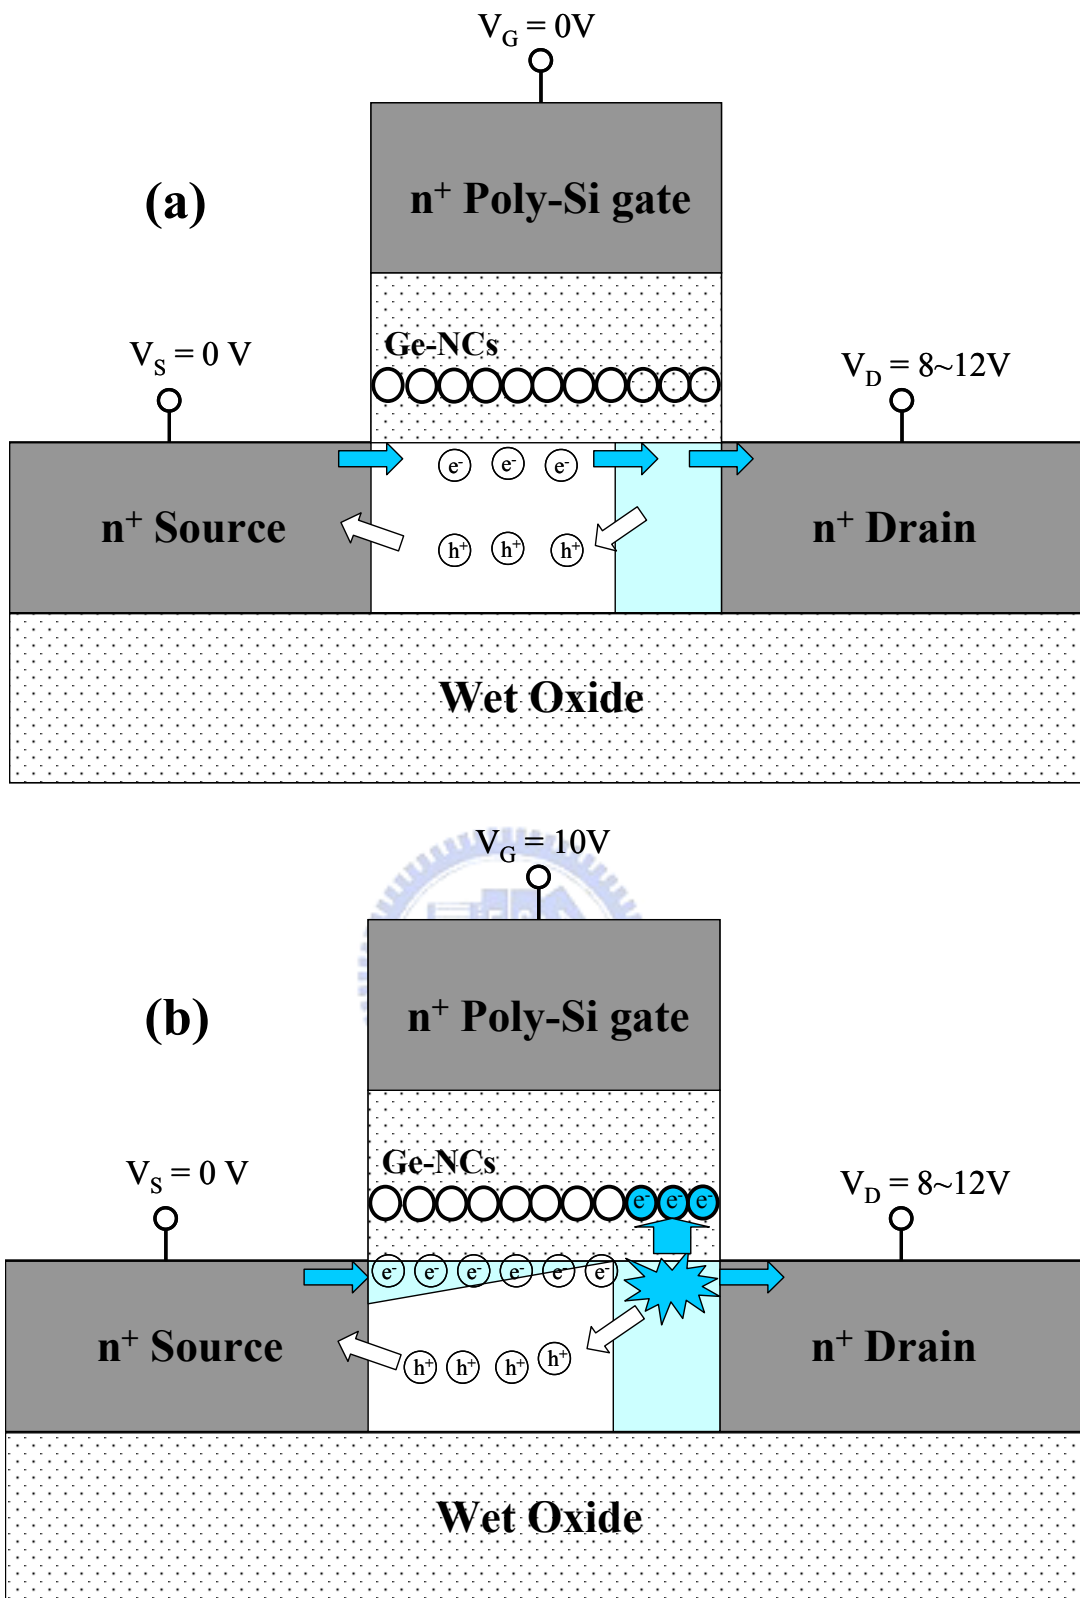 V_G = 0V
(a)
n⁺ Poly-Si gate
Ge-NCs
V_S = 0 V
V_D = 8~12V
e⁻ e⁻ e⁻
n⁺ Source
h⁺ h⁺ h⁺
n⁺ Drain
Wet Oxide
V_G = 10V
(b)
n⁺ Poly-Si gate
Ge-NCs
V_S = 0 V
V_D = 8~12V
e⁻ e⁻ e⁻
e⁻ e⁻ e⁻ e⁻ e⁻ e⁻
n⁺ Source
h⁺ h⁺ h⁺ h⁺
n⁺ Drain
Wet Oxide